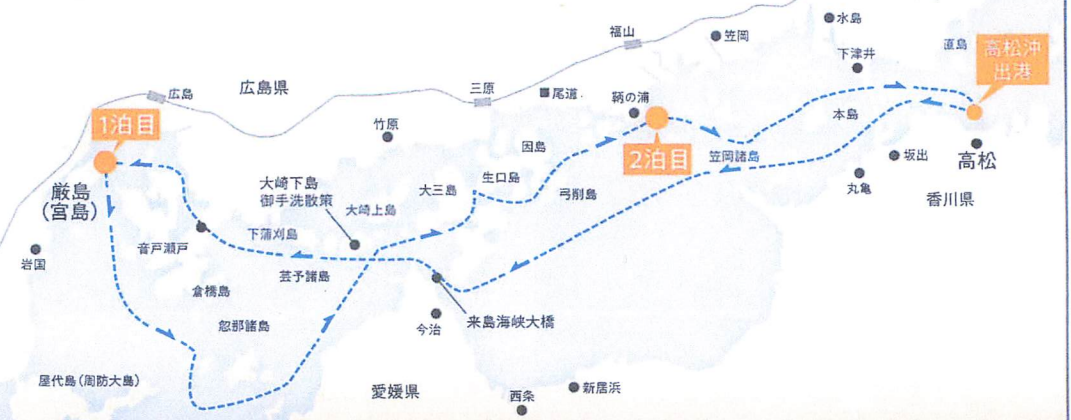 水島
福山
笠岡
直島
高松沖
出港
下津井
広島県
広島
三原
尾道
鞆の浦
1泊目
竹原
本島
2泊目
因島
笠岡諸島
坂出
高松
厳島
(宮島)
大崎下島
御手洗散策
大三島
生口島
弓削島
丸亀
香川県
大崎上島
音戸瀬戸
下蒲刈島
岩国
芸予諸島
倉橋島
忽那諸島
今治
来島海峡大橋
屋代島(周防大島)
愛媛県
西条
新居浜